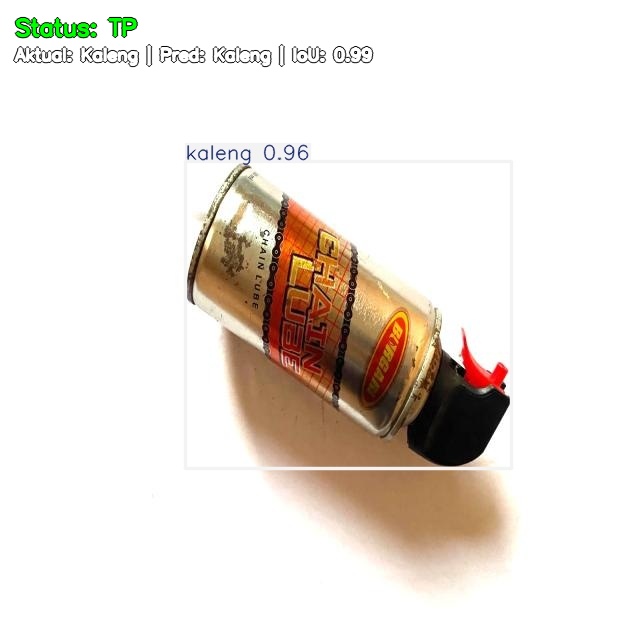 Status: TP
Aktual: Kaleng | Pred: Kaleng | IoU: 0.99
kaleng 0.96
CHAIN LUBE
CHAIN
LUBE